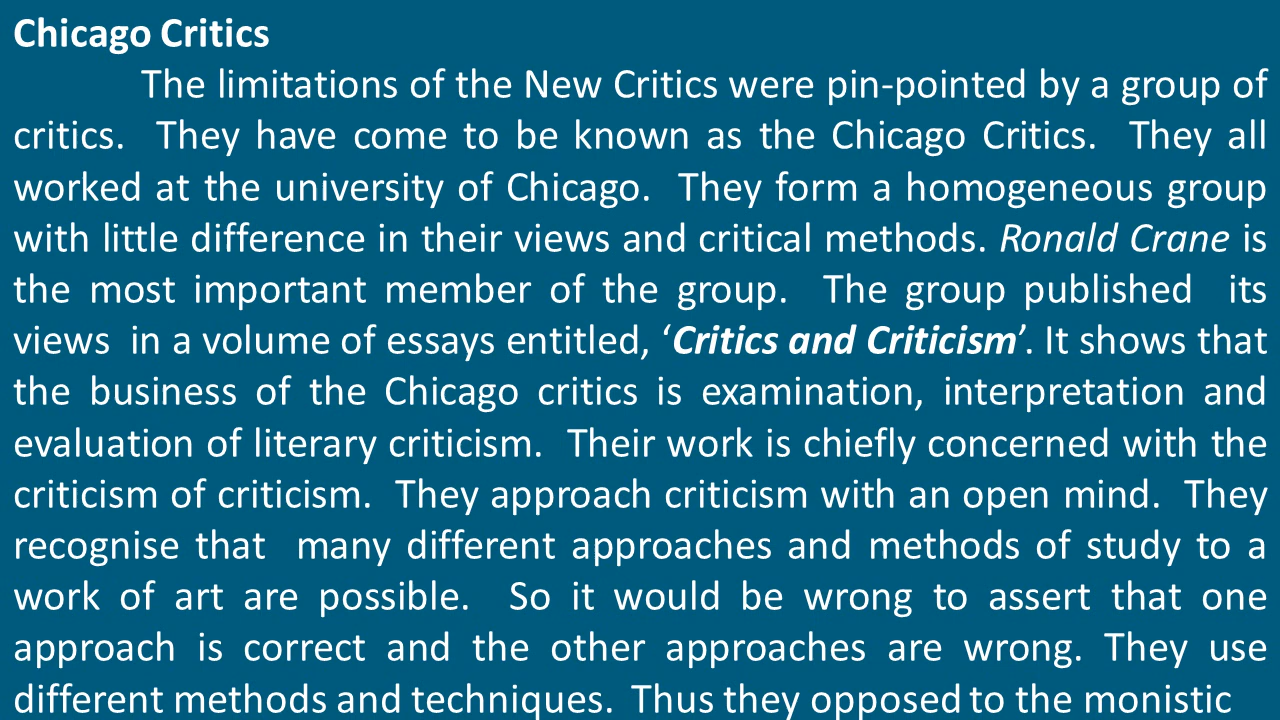 Chicago Critics
The limitations of the New Critics were pin-pointed by a group of
critics. They have come to be known as the Chicago Critics. They all
worked at the university of Chicago. They form a homogeneous group
with little difference in their views and critical methods. Ronald Crane is
the most important member of the group. The group published its
views in a volume of essays entitled, ‘Critics and Criticism’. It shows that
the business of the Chicago critics is examination, interpretation and
evaluation of literary criticism. Their work is chiefly concerned with the
criticism of criticism. They approach criticism with an open mind. They
recognise that many different approaches and methods of study to a
work of art are possible. So it would be wrong to assert that one
approach is correct and the other approaches are wrong. They use
different methods and techniques. Thus they opposed to the monistic